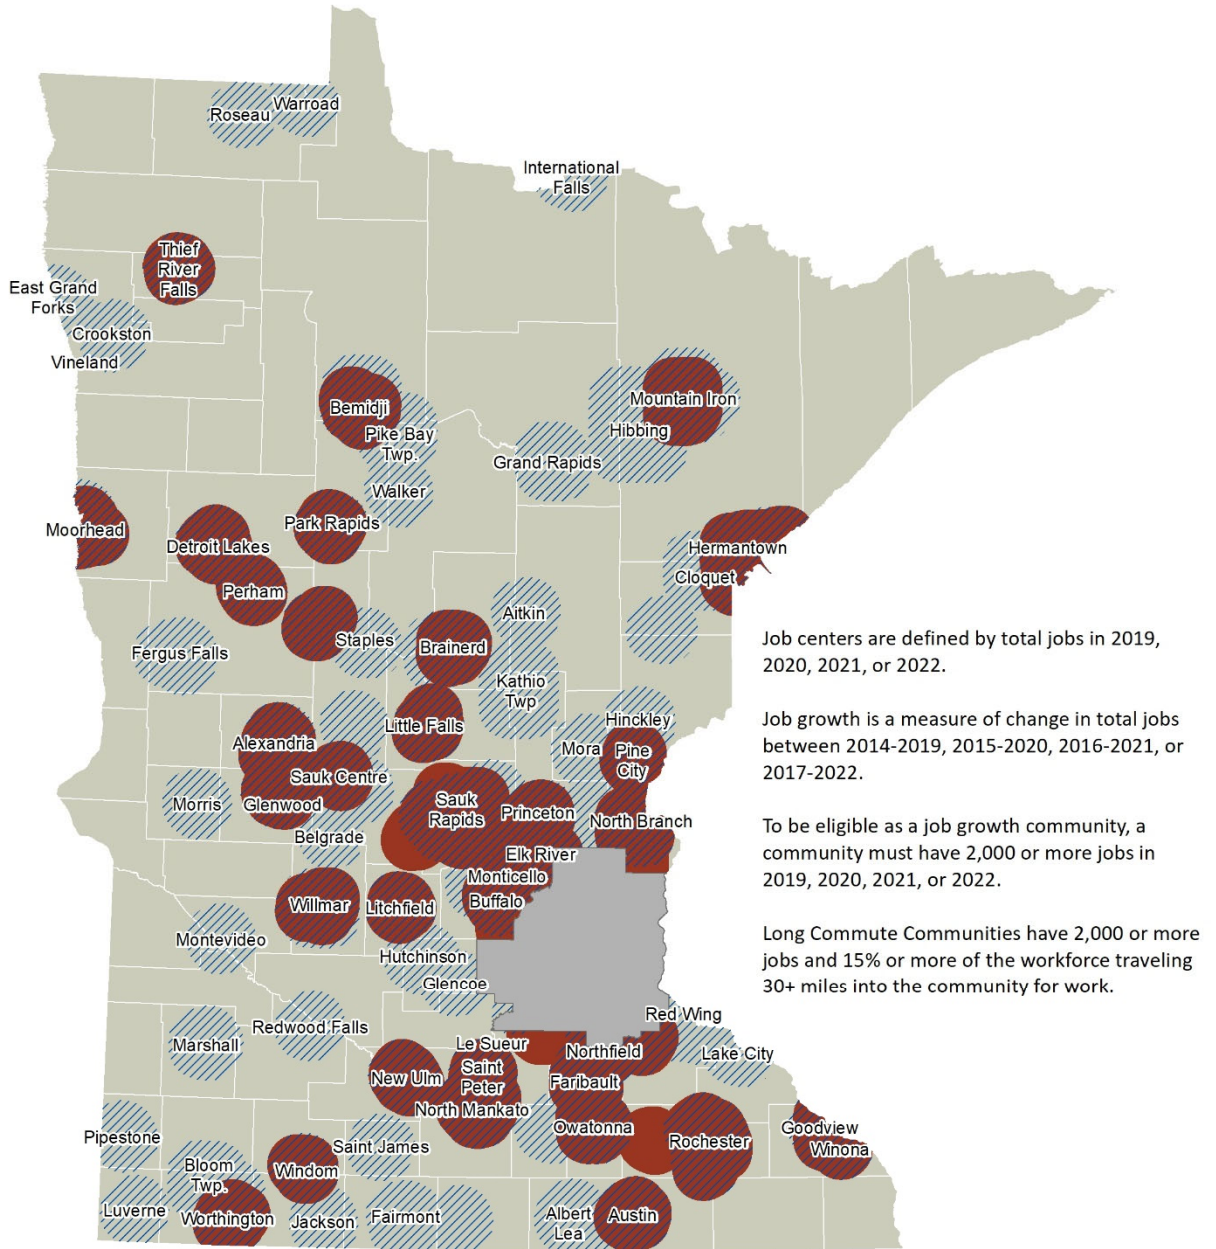 Roseau
Warroad
International
Falls
Thief
River
Falls
East Grand
Forks
Crookston
Vineland
Bemidji
Mountain Iron
Pike Bay
Twp.
Hibbing
Grand Rapids
Walker
Moorhead
Park Rapids
Detroit Lakes
Hermantown
Cloquet
Perham
Aitkin
Staples
Brainerd
Fergus Falls
Kathio
Twp
Little Falls
Hinckley
Alexandria
Mora
Pine
City
Sauk Centre
Morris
Glenwood
Sauk
Rapids
Princeton
North Branch
Belgrade
Elk River
Monticello
Buffalo
Willmar
Litchfield
Montevideo
Hutchinson
Glencoe
Redwood Falls
Red Wing
Marshall
Le Sueur
Northfield
Lake City
New Ulm
Saint
Peter
Faribault
North Mankato
Owatonna
Rochester
Goodview
Winona
Pipestone
Saint James
Bloom
Twp.
Windom
Luverne
Worthington
Jackson
Fairmont
Albert
Lea
Austin
Job centers are defined by total jobs in 2019,
2020, 2021, or 2022.
Job growth is a measure of change in total jobs
between 2014-2019, 2015-2020, 2016-2021, or
2017-2022.
To be eligible as a job growth community, a
community must have 2,000 or more jobs in
2019, 2020, 2021, or 2022.
Long Commute Communities have 2,000 or more
jobs and 15% or more of the workforce traveling
30+ miles into the community for work.